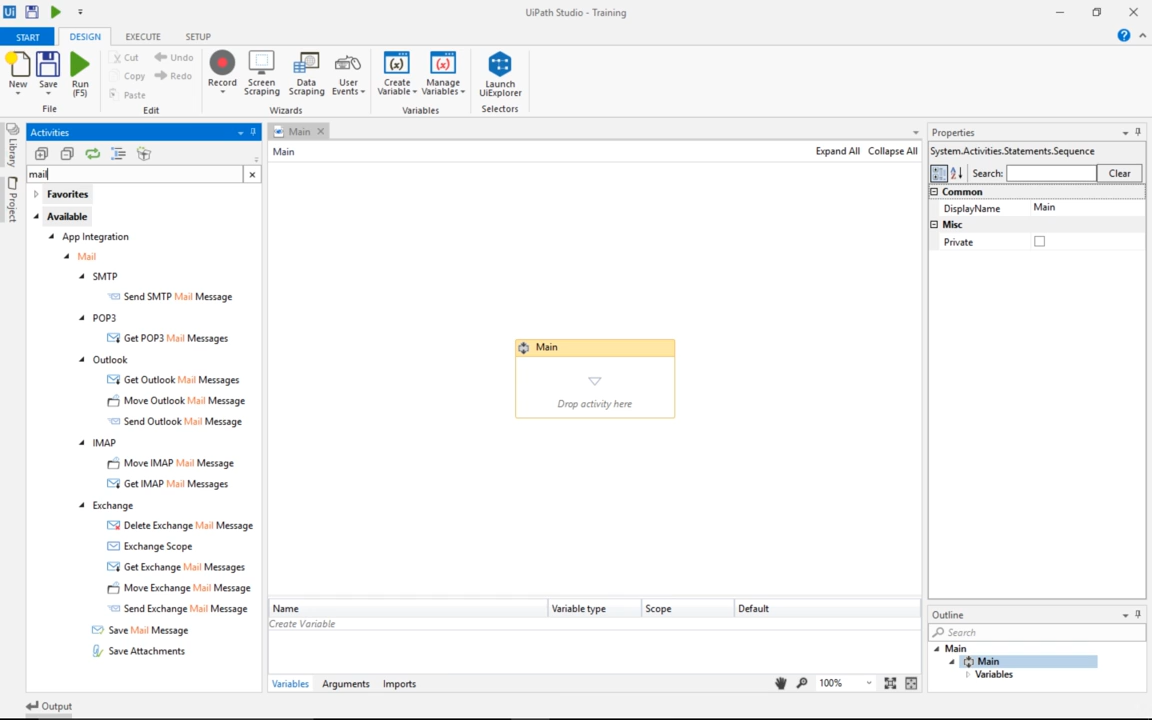 Ui
UiPath Studio - Training
START
DESIGN
EXECUTE
SETUP
New
Save
Run
(F5)
Cut
Undo
Copy
Redo
Paste
Record
Screen
Scraping
Data
Scraping
User
Events
Create
Variable
Manage
Variables
Launch
UiExplorer
File
Edit
Wizards
Variables
Selectors
Library
Project
Activities
mail
Favorites
Available
App Integration
Mail
SMTP
Send SMTP Mail Message
POP3
Get POP3 Mail Messages
Outlook
Get Outlook Mail Messages
Move Outlook Mail Message
Send Outlook Mail Message
IMAP
Move IMAP Mail Message
Get IMAP Mail Messages
Exchange
Delete Exchange Mail Message
Exchange Scope
Get Exchange Mail Messages
Move Exchange Mail Message
Send Exchange Mail Message
Save Mail Message
Save Attachments
Main
Main
Expand All Collapse All
Main
Drop activity here
Name Variable type Scope Default
Create Variable
Variables Arguments Imports
100%
Properties
System.Activities.Statements.Sequence
Search:
Clear
Common
DisplayName Main
Misc
Private
Outline
Search
Main
Main
Variables
Output